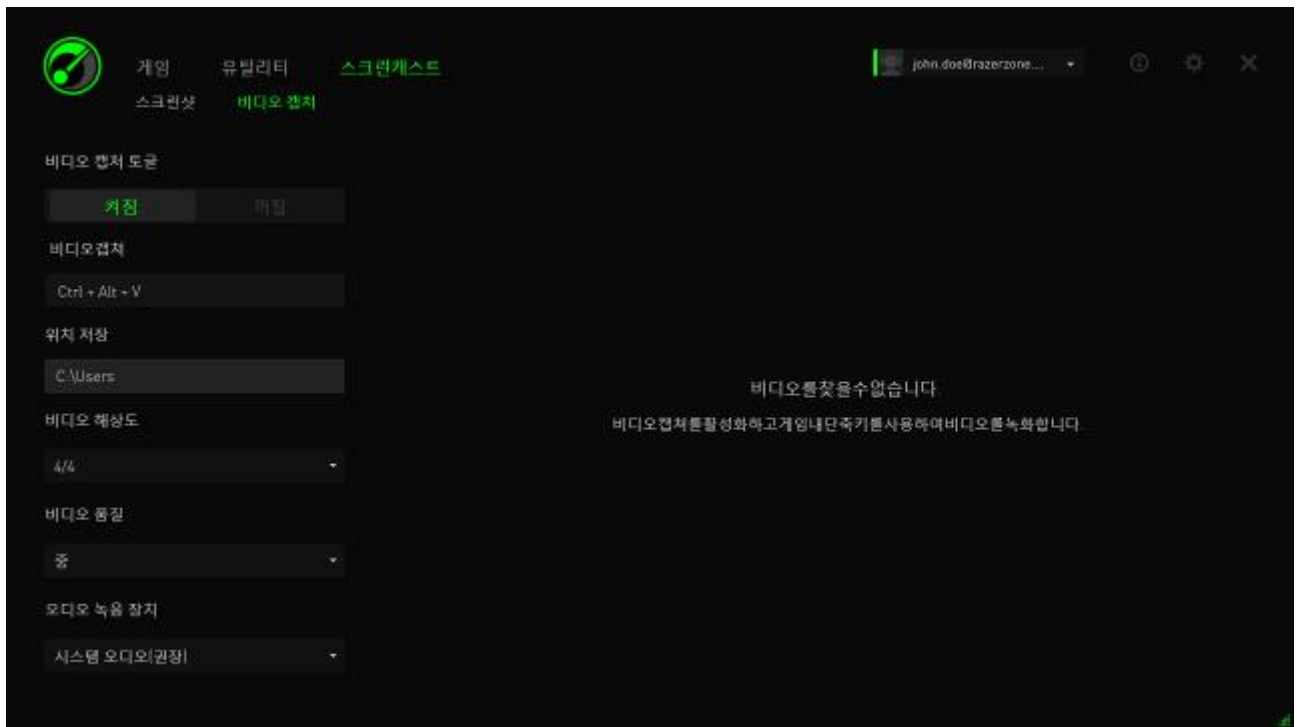 게임 유틸리티 스크린캐스트 john.doe@razerzone...
스크린샷 비디오 캡처
비디오 캡처 토글
켜짐 꺼짐
비디오캡쳐
Ctrl + Alt + V
위치 저장
C:\Users
비디오를찾을수없습니다.
비디오캡쳐를활성화하고게임내단축키를사용하여비디오를녹화합니다.
비디오 해상도
4/4
비디오 품질
중
오디오 녹음 장치
시스템 오디오(권장)